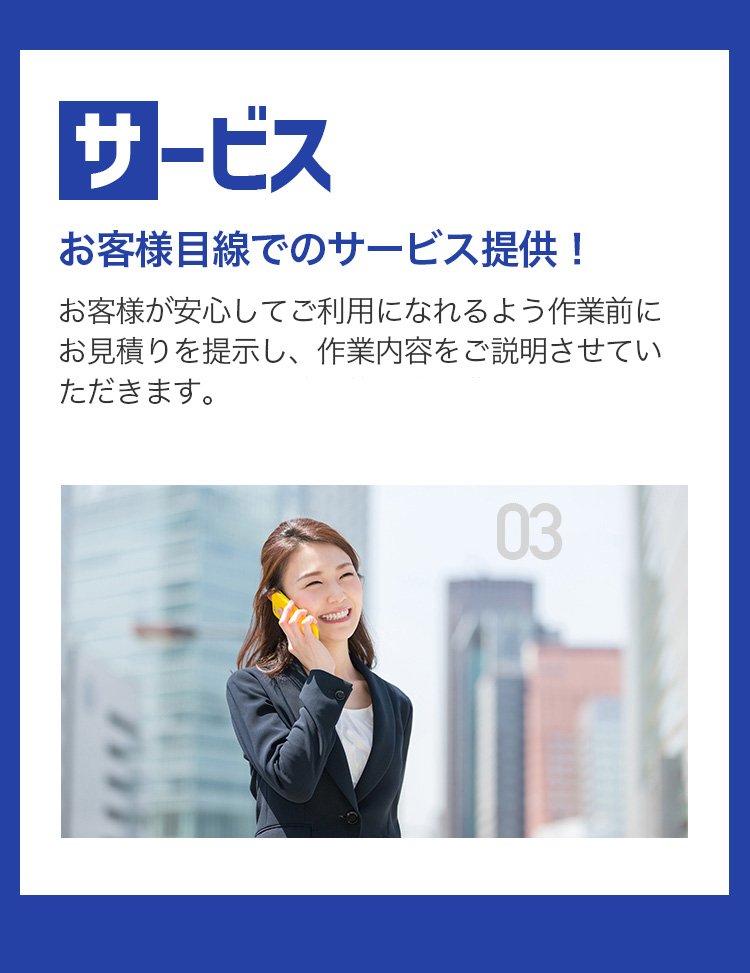 サービス
お客様目線でのサービス提供！
お客様が安心してご利用になれるよう作業前に
お見積りを提示し、作業内容をご説明させてい
ただきます。
03